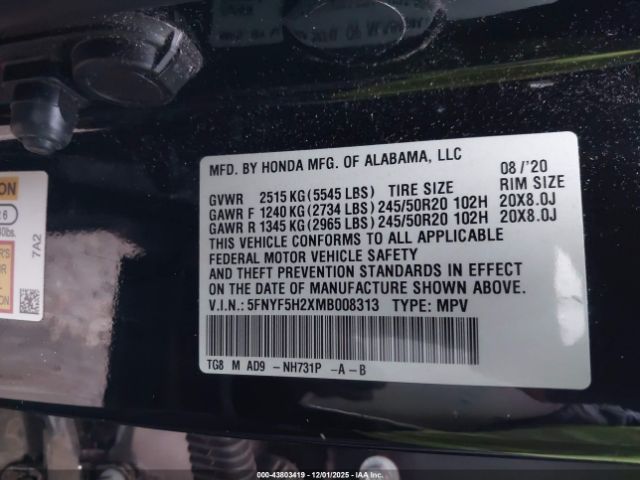 MFD. BY HONDA MFG. OF ALABAMA, LLC 08/'20
GVWR 2515 KG (5545 LBS) TIRE SIZE RIM SIZE
GAWR F 1240 KG (2734 LBS) 245/50R20 102H 20X8.0J
GAWR R 1345 KG (2965 LBS) 245/50R20 102H 20X8.0J
THIS VEHICLE CONFORMS TO ALL APPLICABLE
FEDERAL MOTOR VEHICLE SAFETY
AND THEFT PREVENTION STANDARDS IN EFFECT
ON THE DATE OF MANUFACTURE SHOWN ABOVE.
V.I.N.: 5FNYF5H2XMB008313 TYPE: MPV
TG8 M AD9 -NH731P -A-B
7A2
000-43803419 • 12/01/2025 • IAAI.COM